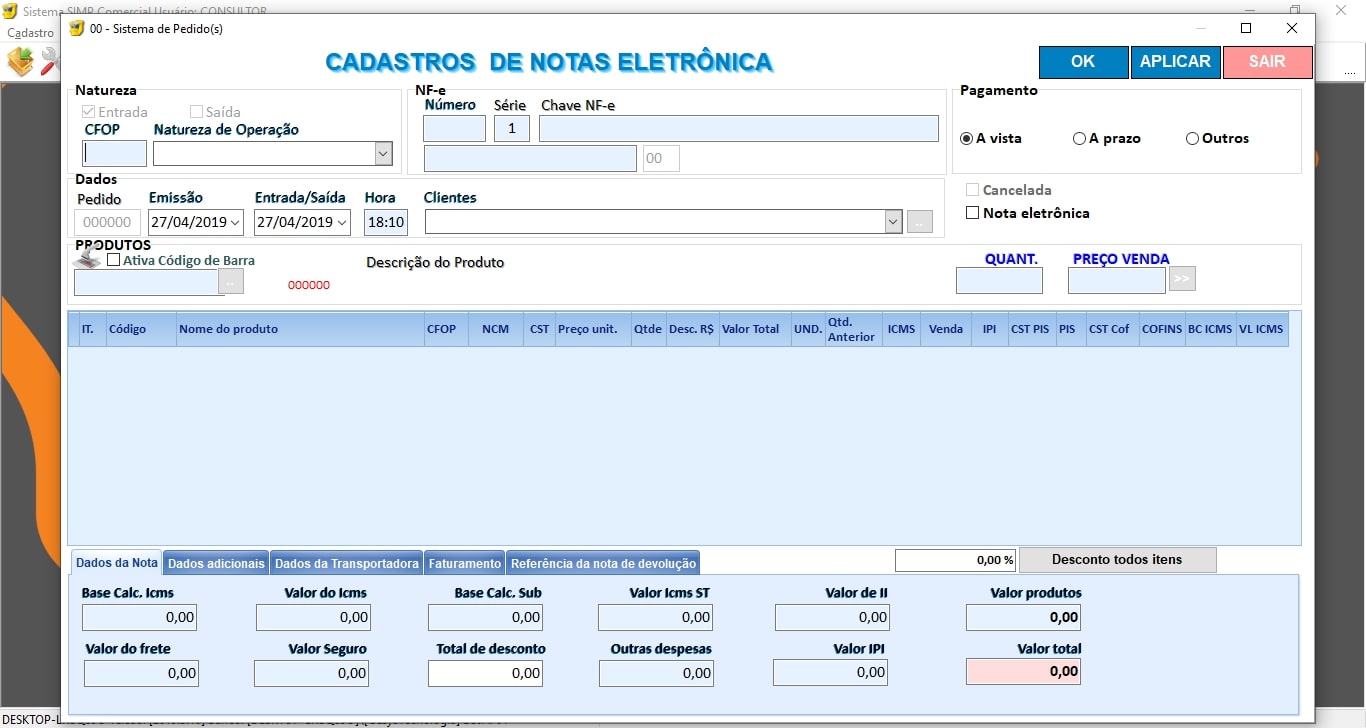 Sistema SIMP Comercial Usuário: CONSULTOR
Cadastro
00 - Sistema de Pedido(s)
CADASTROS DE NOTAS ELETRÔNICA
OK APLICAR SAIR
Natureza
Entrada Saída
CFOP Natureza de Operação
NF-e
Número Série Chave NF-e
1
00
Pagamento
A vista A prazo Outros
Dados
Pedido Emissão Entrada/Saída Hora Clientes
000000 27/04/2019 27/04/2019 18:10 ..
Cancelada
Nota eletrônica
PRODUTOS
Ativa Código de Barra
.. 000000
Descrição do Produto
QUANT. PREÇO VENDA
>>
IT. Código Nome do produto CFOP NCM CST Preço unit. Qtde Desc. R$ Valor Total UND. Qtd. Anterior ICMS Venda IPI CST PIS PIS CST Cof COFINS BC ICMS VL ICMS
Dados da Nota Dados adicionais Dados da Transportadora Faturamento Referência da nota de devolução
0,00 % Desconto todos itens
Base Calc. Icms Valor do Icms Base Calc. Sub Valor Icms ST Valor de II Valor produtos
0,00 0,00 0,00 0,00 0,00 0,00
Valor do frete Valor Seguro Total de desconto Outras despesas Valor IPI Valor total
0,00 0,00 0,00 0,00 0,00 0,00